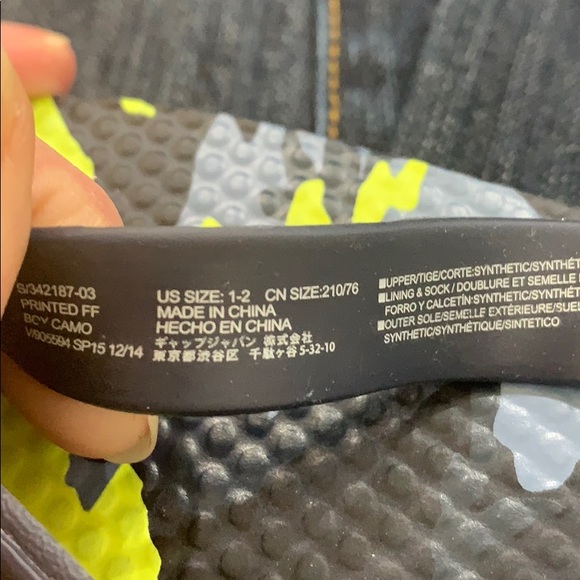 S/342187-03
PRINTED FF
BOY CAMO
V/905594 SP15 12/14
US SIZE: 1-2 CN SIZE:210/76
MADE IN CHINA
HECHO EN CHINA
ギャップジャパン 株式会社
東京都渋谷区 千駄ヶ谷5-32-10
■UPPER/TIGE/CORTE:SYNTHETIC/SYNTHÉT
■LINING & SOCK / DOUBLURE ET SEMELLE
FORRO Y CALCETÍN:SYNTHETIC/SYNTHÉ
■OUTER SOLE/SEMELLE EXTÉRIEURE/SUE
SYNTHETIC/SYNTHÉTIQUE/SINTETICO